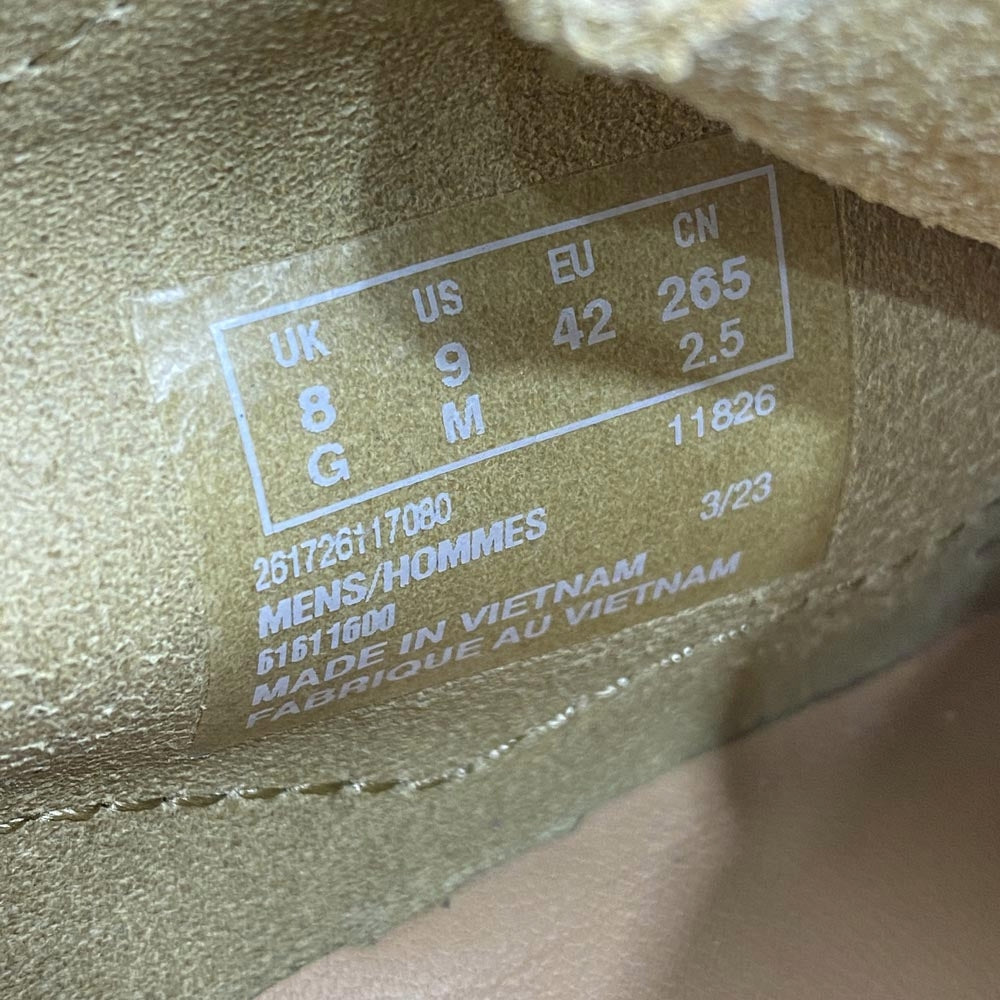 UK US EU CN
8 9 42 265
G M 2.5
11826
261726117080
3/23
MENS/HOMMES
61611600
MADE IN VIETNAM
FABRIQUE AU VIETNAM